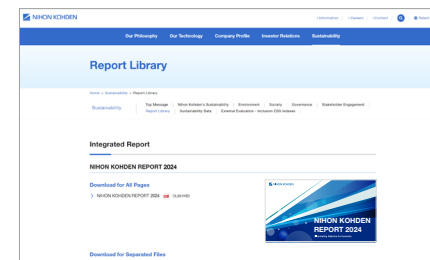 NIHON KOHDEN
Information Careers Contact Select
Our Philosophy Our Technology Company Profile Investor Relations Sustainability
Report Library
Home > Sustainability > Report Library
Sustainability
Top Message Nihon Kohden's Sustainability Environment Society Governance Stakeholder Engagement
Report Library Sustainability Data External Evaluation - Inclusion ESG Indexes
Integrated Report
NIHON KOHDEN REPORT 2024
Download for All Pages
NIHON KOHDEN REPORT 2024
NIHON KOHDEN
NIHON KOHDEN
REPORT 2024
Download for Separated Files